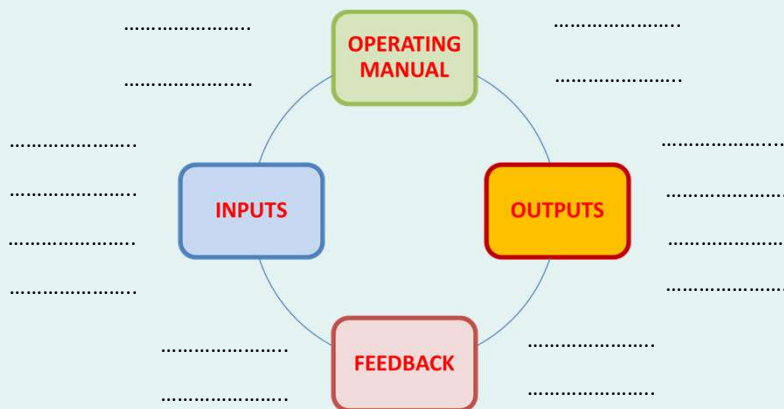 OPERATING
MANUAL
INPUTS
OUTPUTS
FEEDBACK